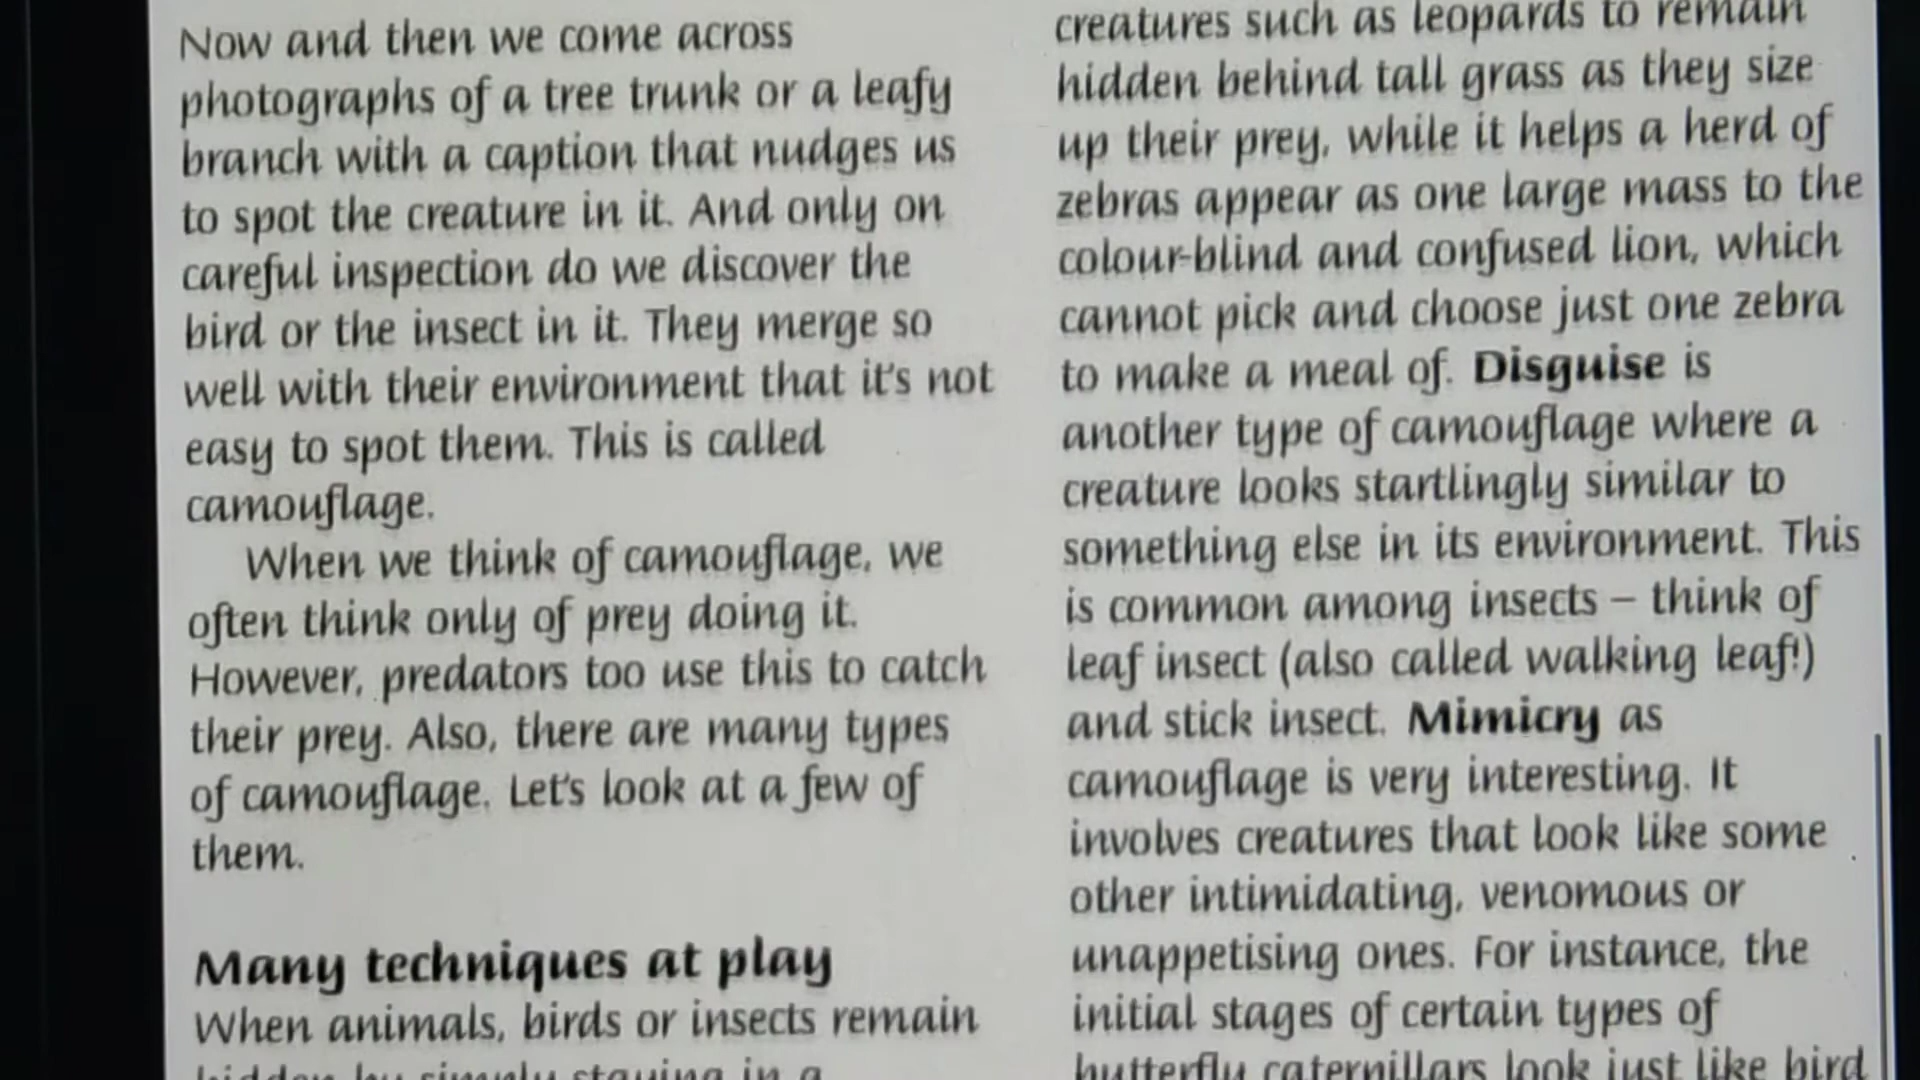 Now and then we come across
photographs of a tree trunk or a leafy
branch with a caption that nudges us
to spot the creature in it. And only on
careful inspection do we discover the
bird or the insect in it. They merge so
well with their environment that it's not
easy to spot them. This is called
camouflage.
When we think of camouflage, we
often think only of prey doing it.
However, predators too use this to catch
their prey. Also, there are many types
of camouflage. Let's look at a few of
them.
Many techniques at play
When animals, birds or insects remain
hidden by simply staying in a
creatures such as leopards to remain
hidden behind tall grass as they size
up their prey, while it helps a herd of
zebras appear as one large mass to the
colour-blind and confused lion, which
cannot pick and choose just one zebra
to make a meal of. Disguise is
another type of camouflage where a
creature looks startlingly similar to
something else in its environment. This
is common among insects – think of
leaf insect (also called walking leaf!)
and stick insect. Mimicry as
camouflage is very interesting. It
involves creatures that look like some
other intimidating, venomous or
unappetising ones. For instance, the
initial stages of certain types of
butterfly caterpillars look just like bird